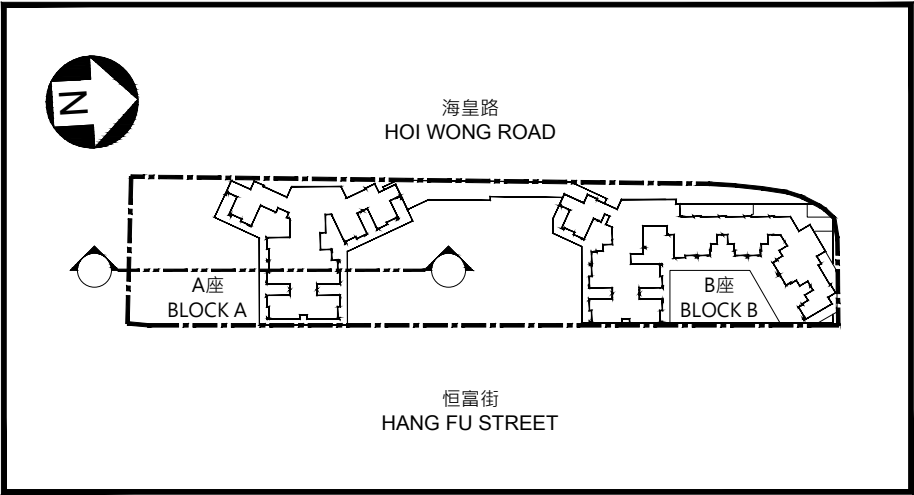 N
海皇路
HOI WONG ROAD
A座
BLOCK A
B座
BLOCK B
恒富街
HANG FU STREET